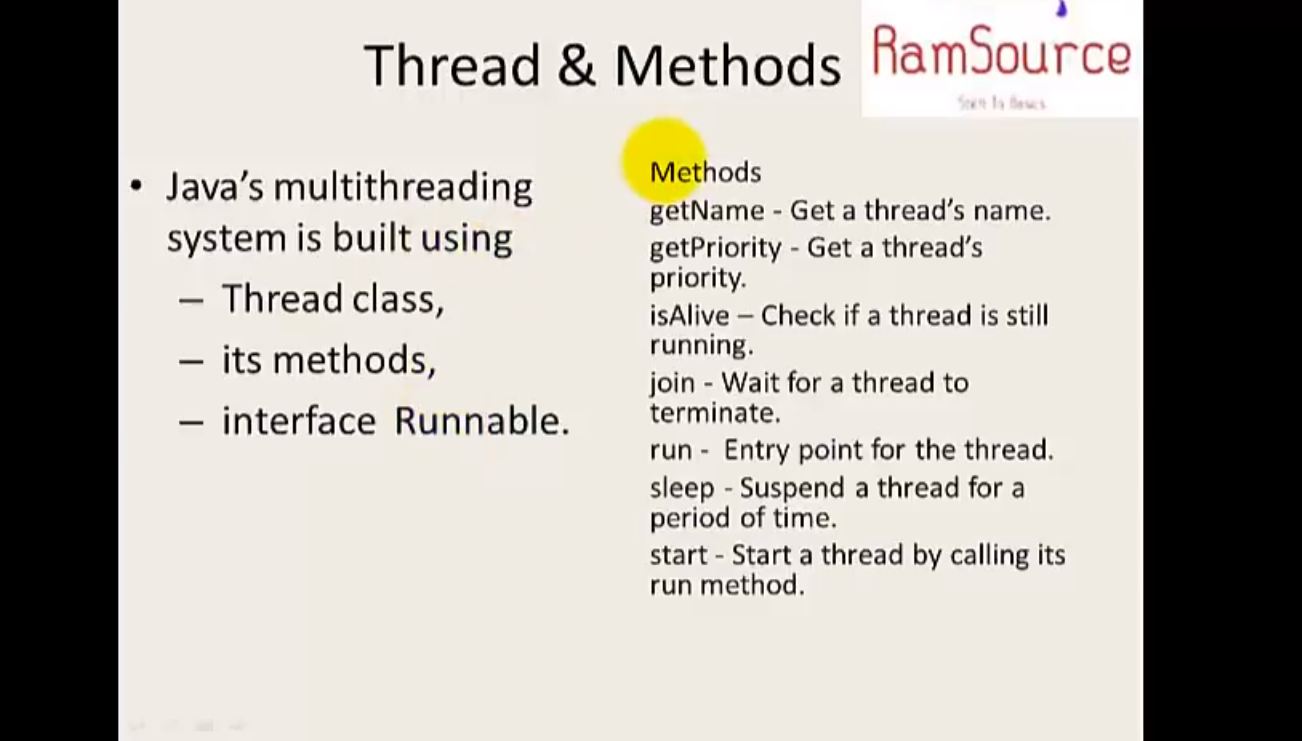 Thread & Methods
RamSource
• Java's multithreading
system is built using
– Thread class,
– its methods,
– interface Runnable.
Methods
getName - Get a thread's name.
getPriority - Get a thread's
priority.
isAlive – Check if a thread is still
running.
join - Wait for a thread to
terminate.
run - Entry point for the thread.
sleep - Suspend a thread for a
period of time.
start - Start a thread by calling its
run method.